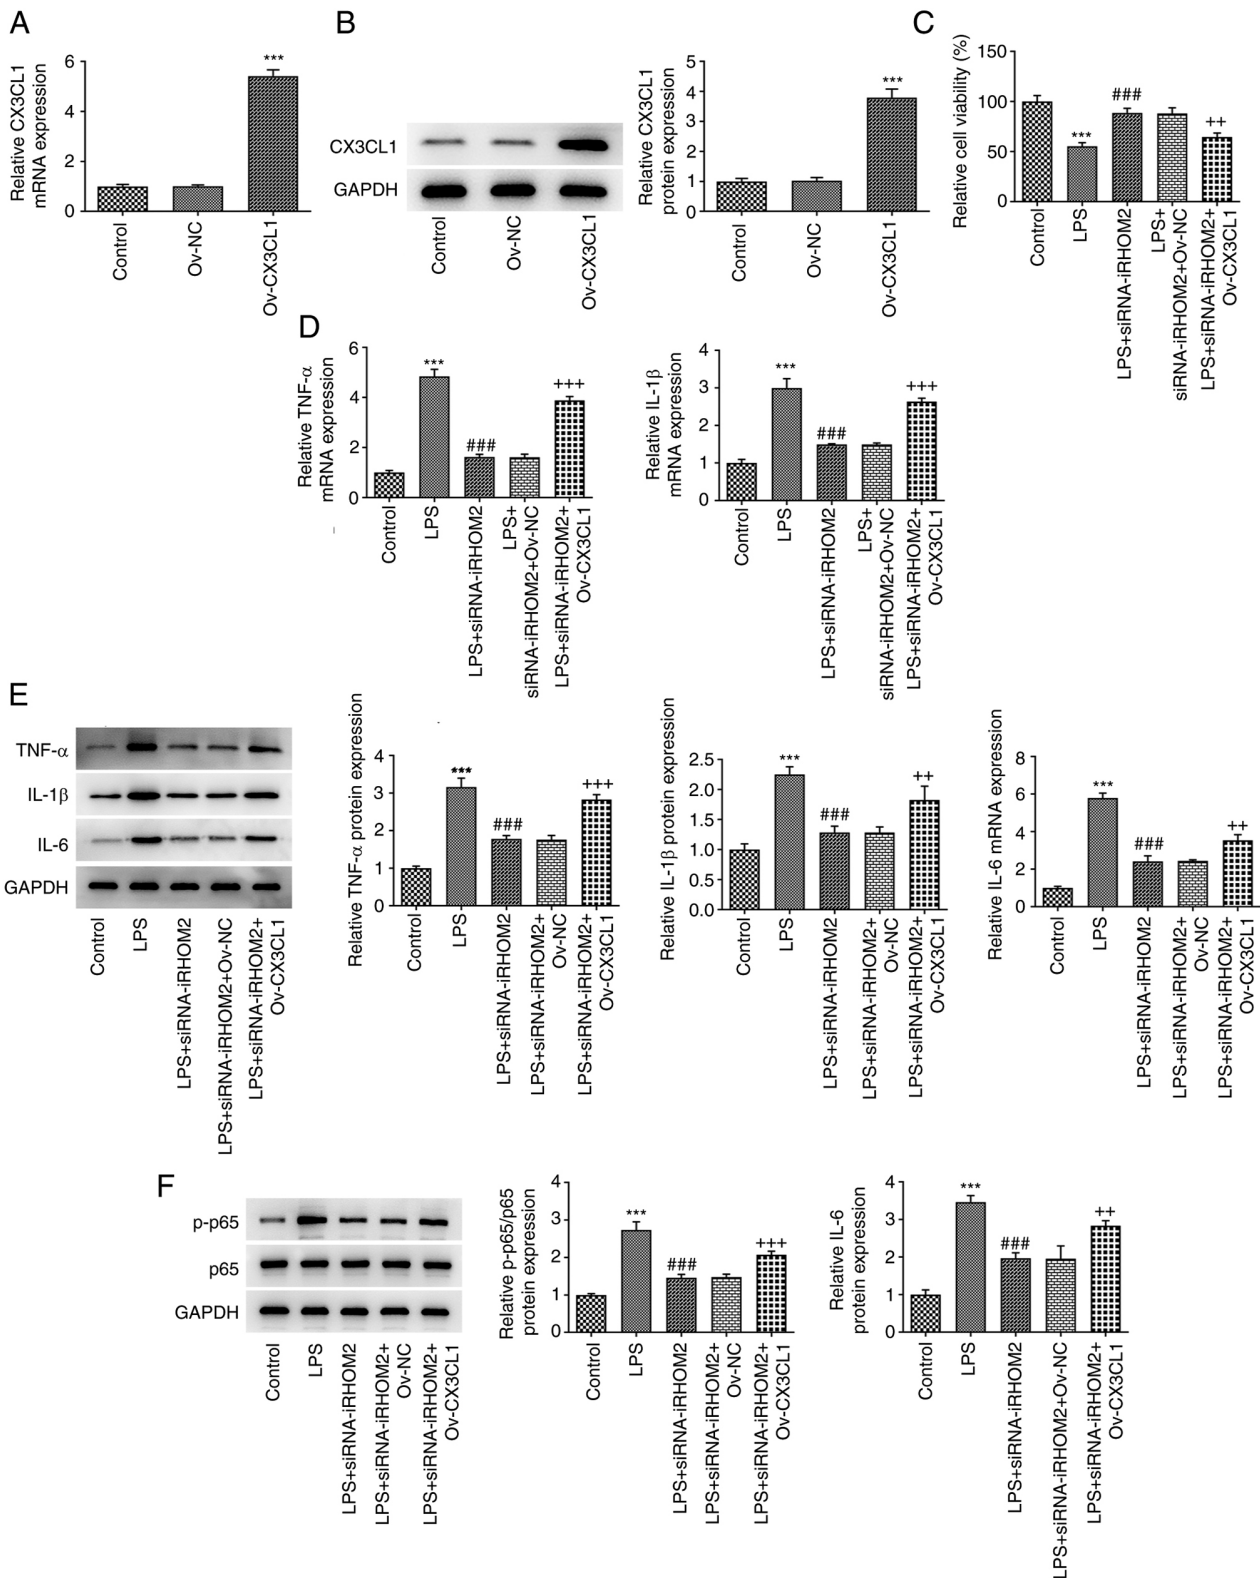 A
Relative CX3CL1
mRNA expression
6
4
2
0
***
Control
Ov-NC
Ov-CX3CL1
B
CX3CL1
GAPDH
Control
Ov-NC
Ov-CX3CL1
Relative CX3CL1
protein expression
5
4
3
2
1
0
***
Control
Ov-NC
Ov-CX3CL1
C
Relative cell viability (%)
150
100
50
0
***
###
++
Control
LPS
LPS+siRNA-iRHOM2
LPS+
siRNA-iRHOM2+Ov-NC
LPS+siRNA-iRHOM2+
Ov-CX3CL1
D
Relative TNF-α
mRNA expression
6
4
2
0
***
###
+++
Control
LPS
LPS+siRNA-iRHOM2
LPS+
siRNA-iRHOM2+Ov-NC
LPS+siRNA-iRHOM2+
Ov-CX3CL1
Relative IL-1β
mRNA expression
4
3
2
1
0
***
###
+++
Control
LPS
LPS+siRNA-iRHOM2
LPS+
siRNA-iRHOM2+Ov-NC
LPS+siRNA-iRHOM2+
Ov-CX3CL1
E
TNF-α
IL-1β
IL-6
GAPDH
Control
LPS
LPS+siRNA-iRHOM2
LPS+siRNA-iRHOM2+Ov-NC
LPS+siRNA-iRHOM2+
Ov-CX3CL1
Relative TNF-α protein expression
4
3
2
1
0
***
###
+++
Control
LPS
LPS+siRNA-iRHOM2
LPS+siRNA-iRHOM2+
Ov-NC
LPS+siRNA-iRHOM2+
Ov-CX3CL1
Relative IL-1β protein expression
2.5
2.0
1.5
1.0
0.5
0.0
***
###
++
Control
LPS
LPS+siRNA-iRHOM2
LPS+siRNA-iRHOM2+
Ov-NC
LPS+siRNA-iRHOM2+
Ov-CX3CL1
Relative IL-6 mRNA expression
8
6
4
2
0
***
###
++
Control
LPS
LPS+siRNA-iRHOM2
LPS+siRNA-iRHOM2+
Ov-NC
LPS+siRNA-iRHOM2+
Ov-CX3CL1
F
p-p65
p65
GAPDH
Control
LPS
LPS+siRNA-iRHOM2
LPS+siRNA-iRHOM2+
Ov-NC
LPS+siRNA-iRHOM2+
Ov-CX3CL1
Relative p-p65/p65
protein expression
4
3
2
1
0
***
###
+++
Control
LPS
LPS+siRNA-iRHOM2
LPS+siRNA-iRHOM2+
Ov-NC
LPS+siRNA-iRHOM2+
Ov-CX3CL1
Relative IL-6
protein expression
4
3
2
1
0
***
###
++
Control
LPS
LPS+siRNA-iRHOM2
LPS+siRNA-iRHOM2+Ov-NC
LPS+siRNA-iRHOM2+
Ov-CX3CL1